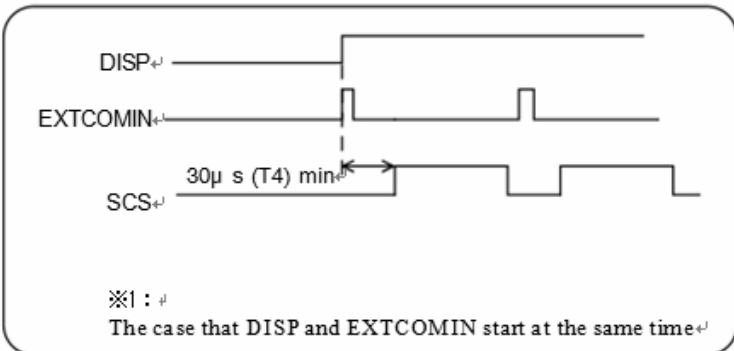 DISP↵
EXTCOMIN↵
30μ s (T4) min↵
SCS↵
※1：↵
The case that DISP and EXTCOMIN start at the same time↵